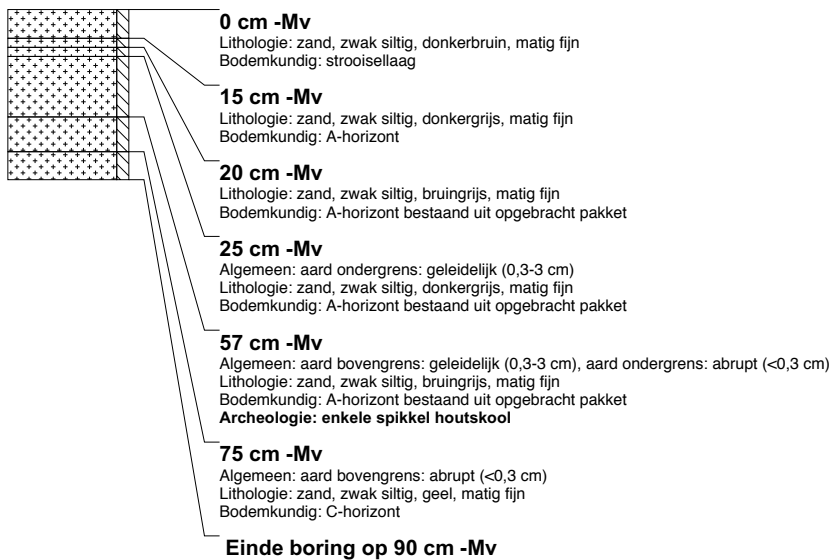 0 cm -Mv
Lithologie: zand, zwak siltig, donkerbruin, matig fijn
Bodemkundig: strooisellaag
15 cm -Mv
Lithologie: zand, zwak siltig, donkergrijs, matig fijn
Bodemkundig: A-horizont
20 cm -Mv
Lithologie: zand, zwak siltig, bruingrijs, matig fijn
Bodemkundig: A-horizont bestaand uit opgebracht pakket
25 cm -Mv
Algemeen: aard ondergrens: geleidelijk (0,3-3 cm)
Lithologie: zand, zwak siltig, donkergrijs, matig fijn
Bodemkundig: A-horizont bestaand uit opgebracht pakket
57 cm -Mv
Algemeen: aard bovengrens: geleidelijk (0,3-3 cm), aard ondergrens: abrupt (<0,3 cm)
Lithologie: zand, zwak siltig, bruingrijs, matig fijn
Bodemkundig: A-horizont bestaand uit opgebracht pakket
Archeologie: enkele spikkel houtskool
75 cm -Mv
Algemeen: aard bovengrens: abrupt (<0,3 cm)
Lithologie: zand, zwak siltig, geel, matig fijn
Bodemkundig: C-horizont
Einde boring op 90 cm -Mv